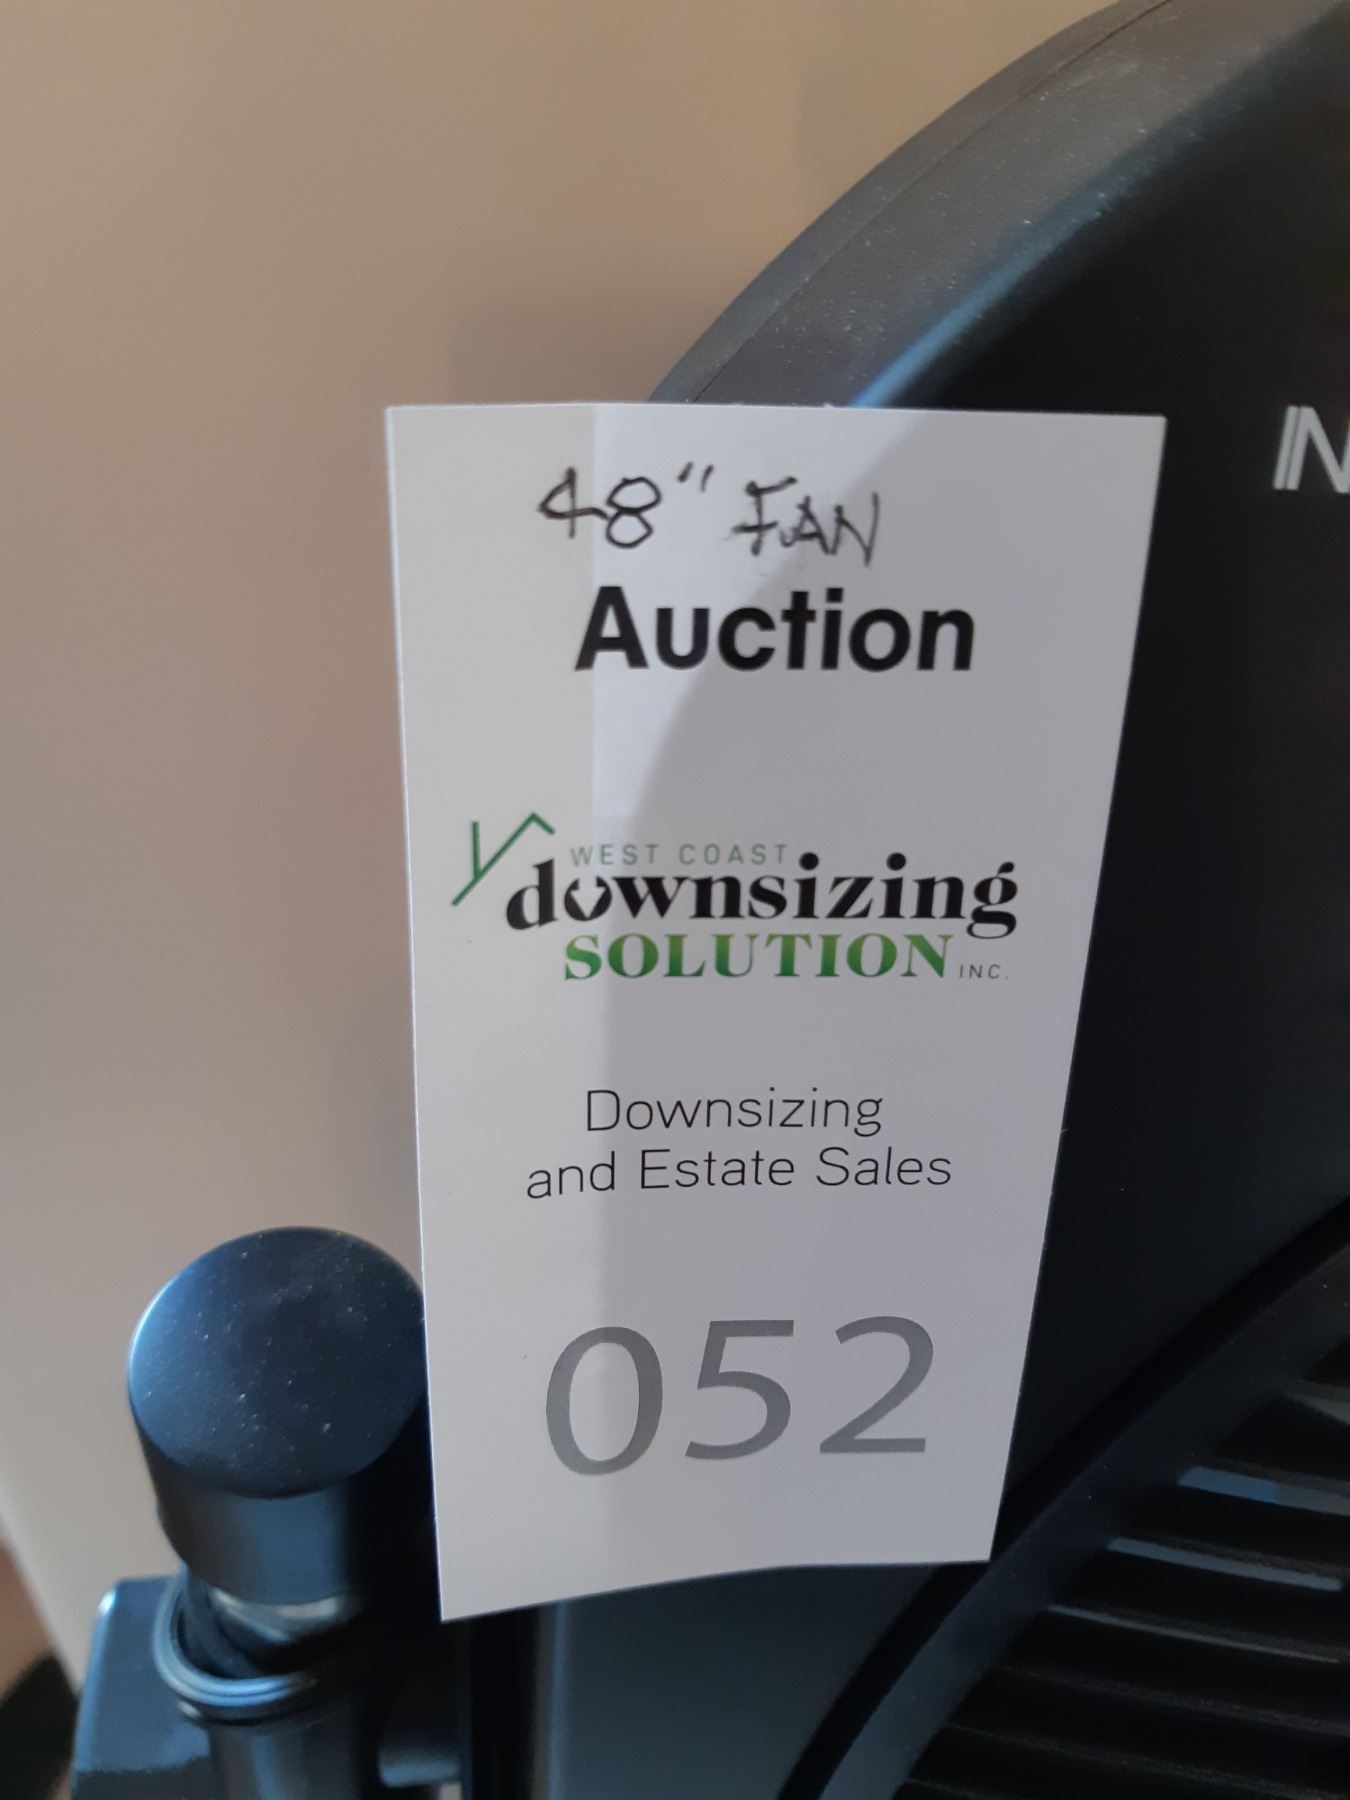 48" FAN
Auction
WEST COAST
downsizing
SOLUTION INC.
Downsizing
and Estate Sales
052